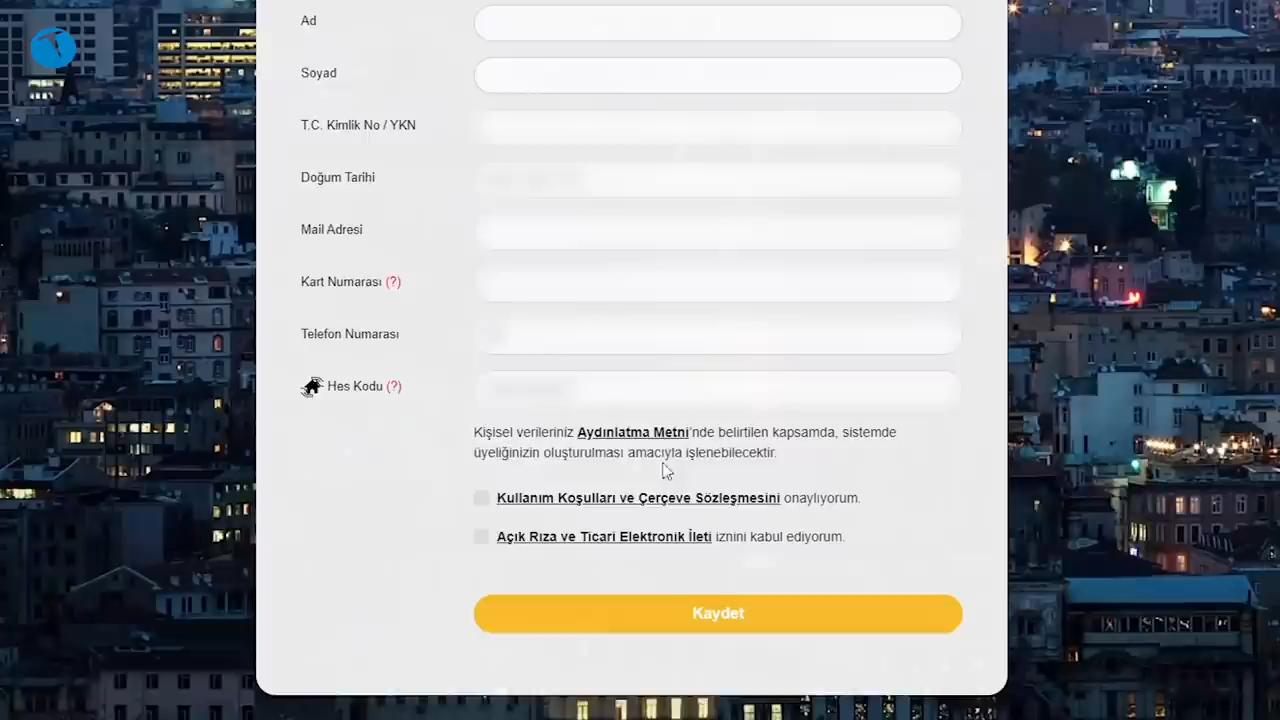 Ad
Soyad
T.C. Kimlik No / YKN
Doğum Tarihi
Mail Adresi
Kart Numarası (?)
Telefon Numarası
Hes Kodu (?)
Kişisel verileriniz Aydınlatma Metni'nde belirtilen kapsamda, sistemde
üyeliğinizin oluşturulması amacıyla işlenebilecektir.
Kullanım Koşulları ve Çerçeve Sözleşmesini onaylıyorum.
Açık Rıza ve Ticari Elektronik İleti iznini kabul ediyorum.
Kaydet